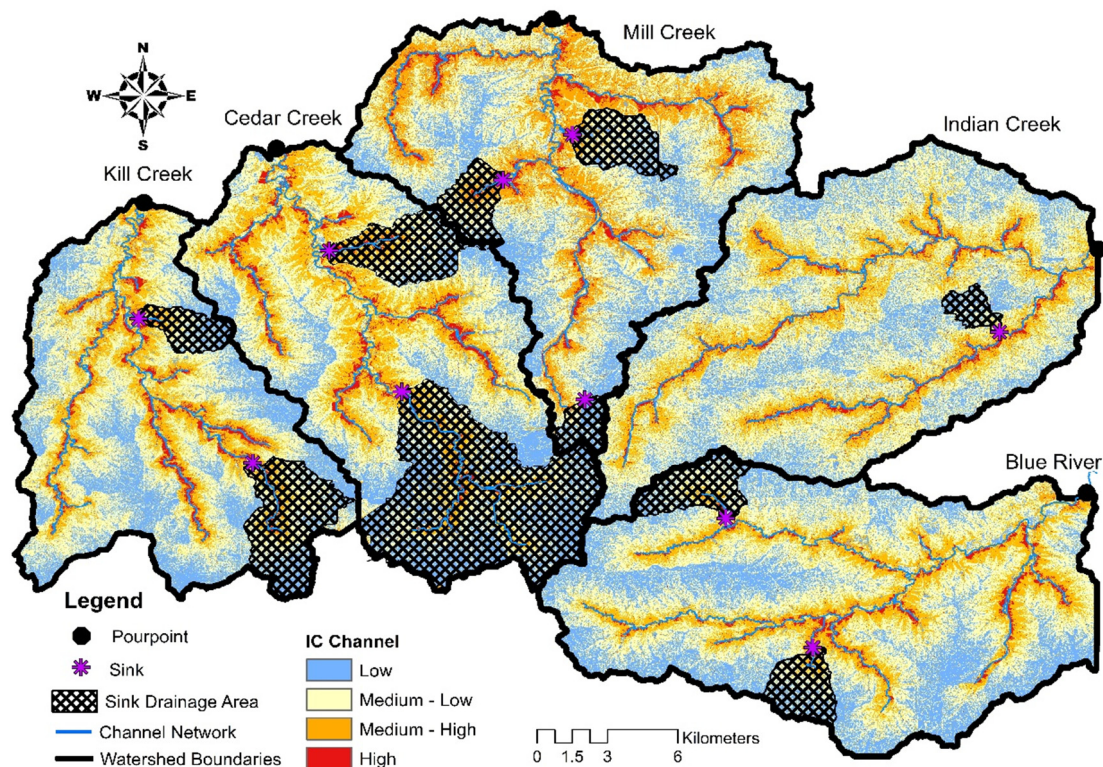 Mill Creek
N
W E
S
Cedar Creek
Indian Creek
Kill Creek
Blue River
Legend
Pourpoint
Sink
Sink Drainage Area
Channel Network
Watershed Boundaries
IC Channel
Low
Medium - Low
Medium - High
High
Kilometers
0 1.5 3 6